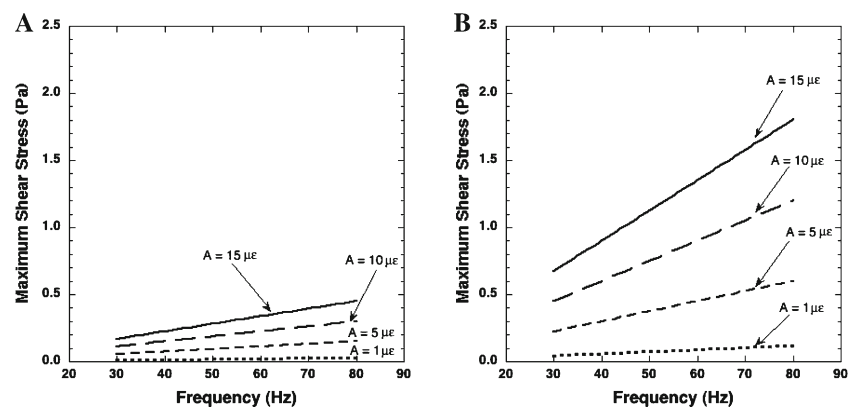 A
Maximum Shear Stress (Pa)
2.5
2.0
1.5
1.0
0.5
0.0
A = 15 με
A = 10 με
A = 5 με
A = 1 με
20 30 40 50 60 70 80 90
Frequency (Hz)
B
Maximum Shear Stress (Pa)
2.5
2.0
1.5
1.0
0.5
0.0
A = 15 με
A = 10 με
A = 5 με
A = 1 με
20 30 40 50 60 70 80 90
Frequency (Hz)